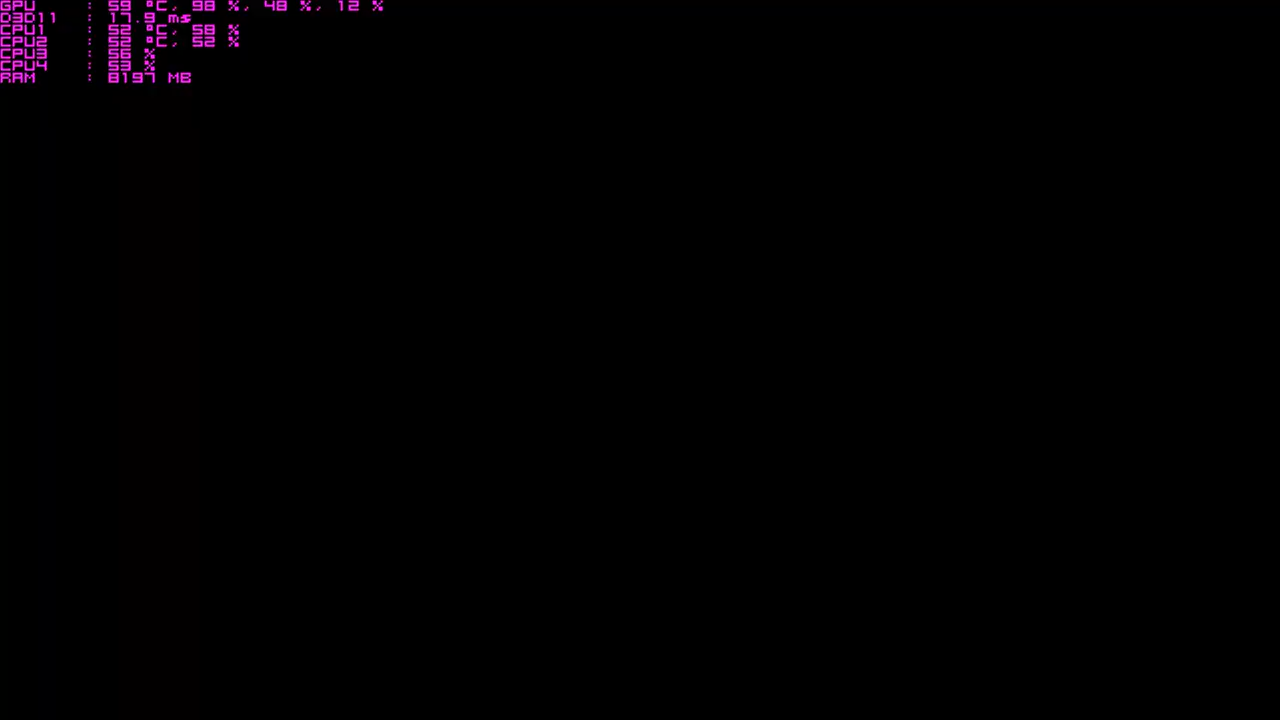 GPU : 59 °C, 98 %, 48 %, 12 %
D3D11 : 17.9 ms
CPU1 : 52 °C, 58 %
CPU2 : 52 °C, 52 %
CPU3 : 56 %
CPU4 : 53 %
RAM : 8197 MB